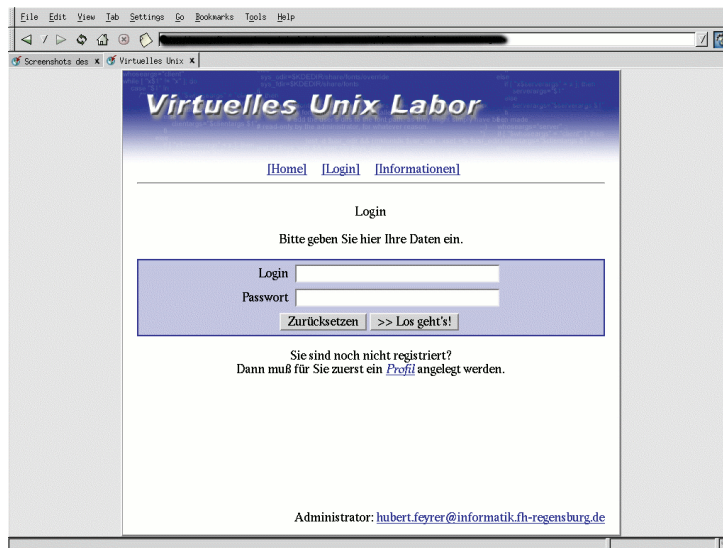 File Edit View Tab Settings Go Bookmarks Tools Help
Screenshots des x Virtuelles Unix x
Virtuelles Unix Labor
[Home] [Login] [Informationen]
Login
Bitte geben Sie hier Ihre Daten ein.
Login
Passwort
Zurücksetzen >> Los geht's!
Sie sind noch nicht registriert?
Dann muß für Sie zuerst ein Profil angelegt werden.
Administrator: hubert.feyrer@informatik.fh-regensburg.de